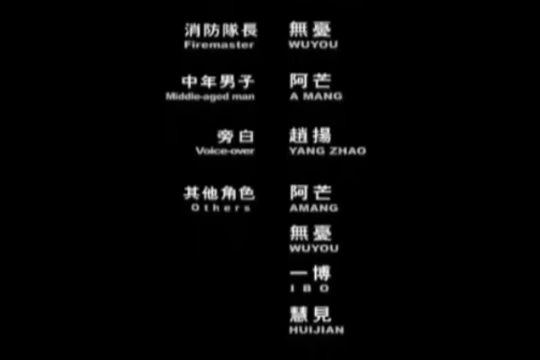 消防隊長 無憂
Firemaster WUYOU
中年男子 阿芒
Middle-aged man A MANG
旁白 趙揚
Voice-over YANG ZHAO
其他角色 阿芒
Others AMANG
無憂
WUYOU
一博
I BO
慧見
HUIJIAN